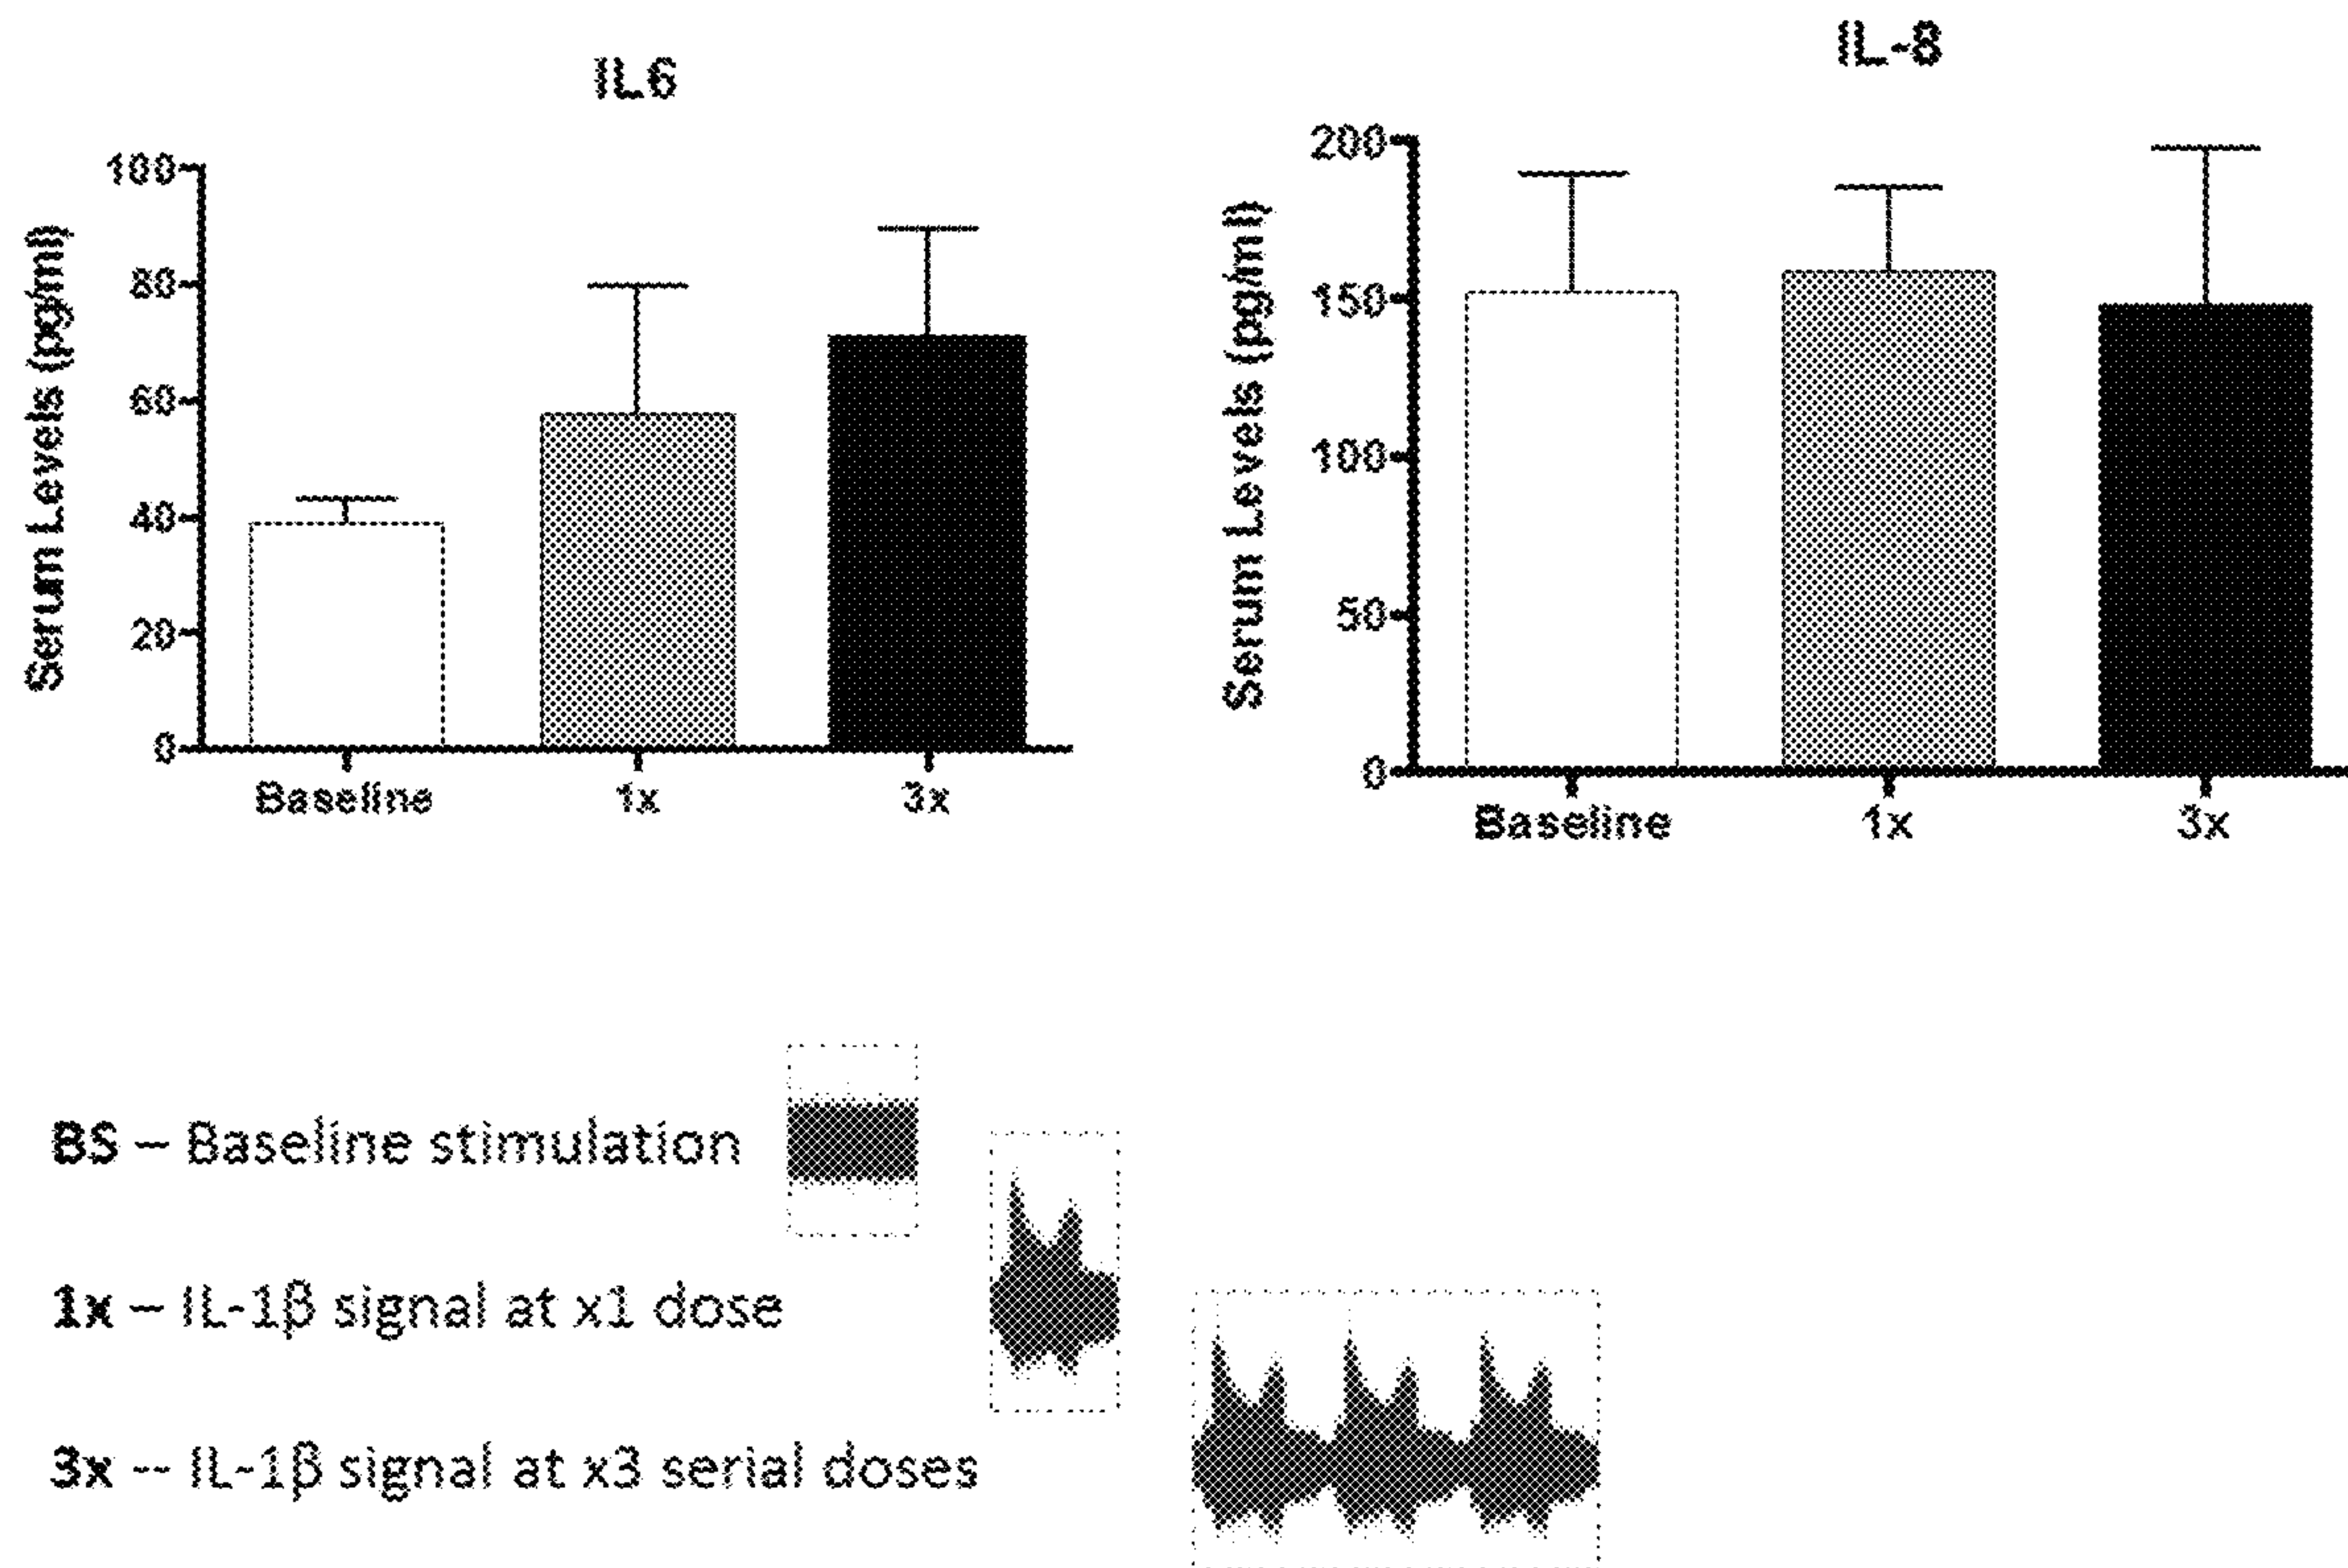 IL6
Serum Levels (pg/ml)
100
80
60
40
20
0
Baseline
1x
3x
IL-8
Serum Levels (pg/ml)
200
150
100
50
0
Baseline
1x
3x
BS – Baseline stimulation
1x – IL-1β signal at x1 dose
3x -- IL-1β signal at x3 serial doses